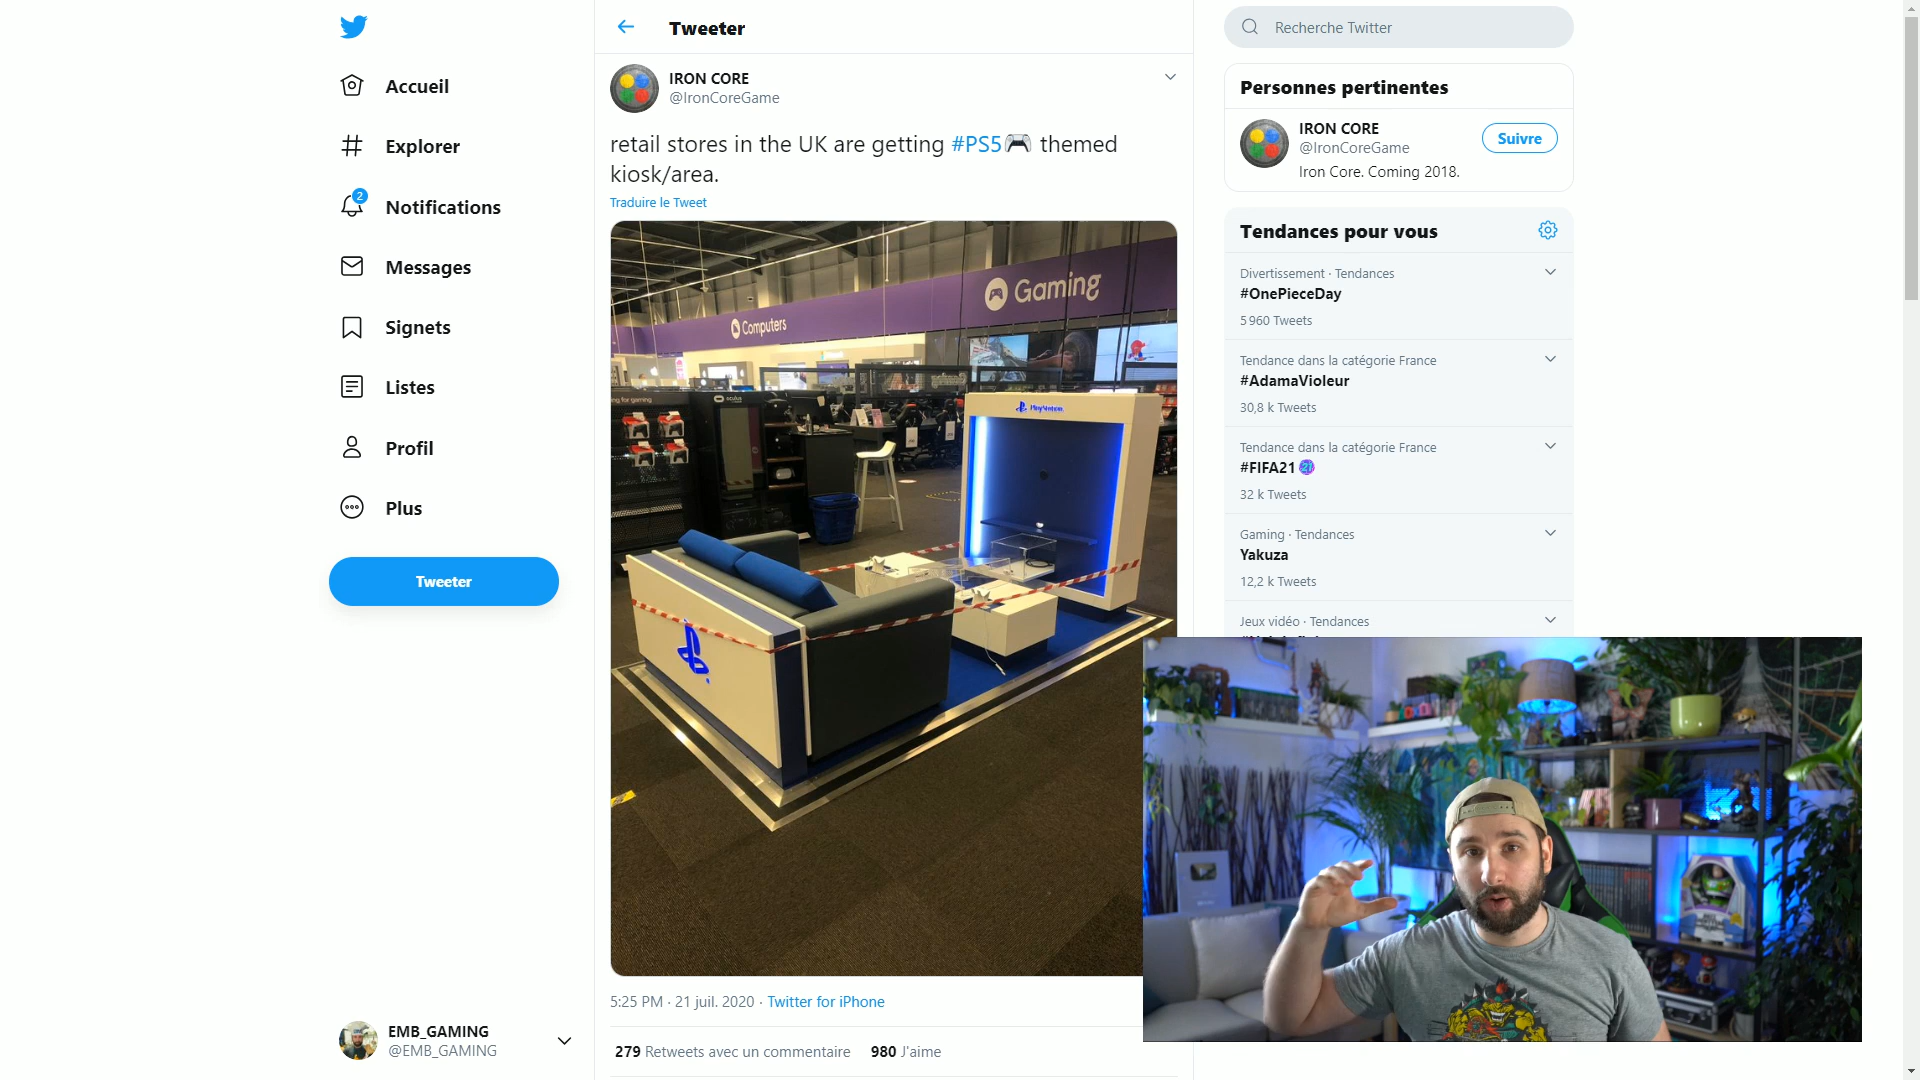 Accueil
Explorer
2
Notifications
Messages
Signets
Listes
Profil
Plus
Tweeter
EMB_GAMING
@EMB_GAMING
Tweeter
IRON CORE
@IronCoreGame
retail stores in the UK are getting #PS5 themed
kiosk/area.
Traduire le Tweet
Computers
Gaming
oculus
PlayStation
5:25 PM · 21 juil. 2020 · Twitter for iPhone
279 Retweets avec un commentaire 980 J'aime
Recherche Twitter
Personnes pertinentes
IRON CORE
@IronCoreGame
Suivre
Iron Core. Coming 2018.
Tendances pour vous
Divertissement · Tendances
#OnePieceDay
5 960 Tweets
Tendance dans la catégorie France
#AdamaVioleur
30,8 k Tweets
Tendance dans la catégorie France
#FIFA21
32 k Tweets
Gaming · Tendances
Yakuza
12,2 k Tweets
Jeux vidéo · Tendances